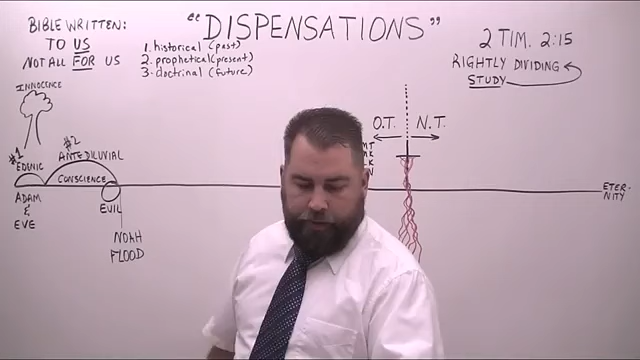 "DISPENSATIONS"
BIBLE WRITTEN:
TO US
NOT ALL FOR US
1. historical (past)
2. prophetical (present)
3. doctrinal (future)
2 TIM. 2:15
RIGHTLY DIVIDING
STUDY
INNOCENCE
#1
EDENIC
ADAM
&
EVE
#2
ANTEDILUVIAL
CONSCIENCE
EVIL
NOAH
FLOOD
O.T.
N.T.
ETER-
NITY